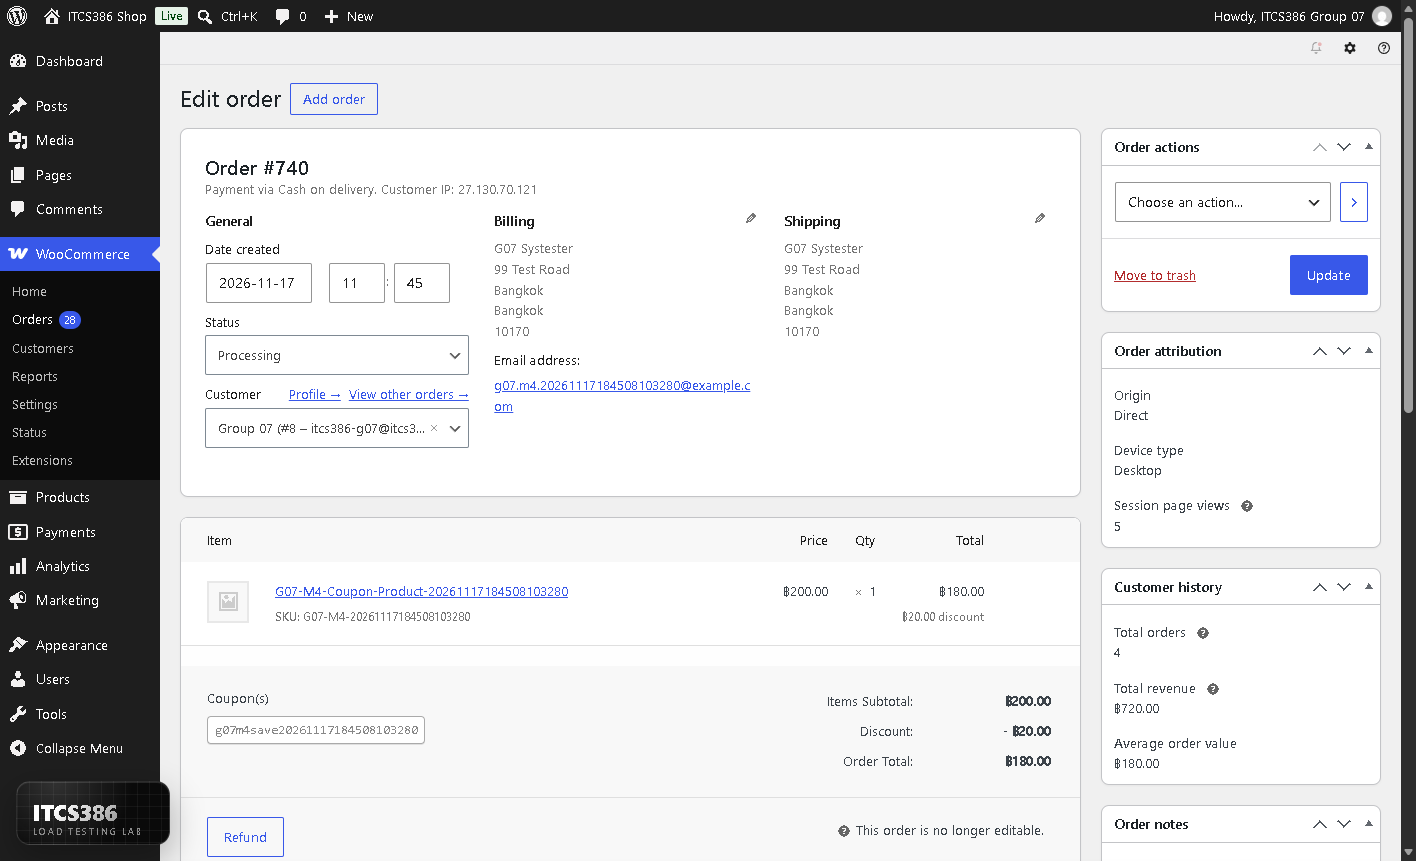 ITCS386 Shop Live Ctrl+K 0 New Howdy, ITCS386 Group 07
Dashboard
Posts
Media
Pages
Comments
WooCommerce
Home
Orders 28
Customers
Reports
Settings
Status
Extensions
Products
Payments
Analytics
Marketing
Appearance
Users
Tools
Collapse Menu
ITCS386
LOAD TESTING LAB
Edit order Add order
Order #740
Payment via Cash on delivery. Customer IP: 27.130.70.121
General
Date created
2026-11-17 11 : 45
Status
Processing
Customer Profile → View other orders →
Group 07 (#8 – itcs386-g07@itcs3... ×
Billing
G07 Systester
99 Test Road
Bangkok
Bangkok
10170
Email address:
g07.m4.20261117184508103280@example.c
om
Shipping
G07 Systester
99 Test Road
Bangkok
Bangkok
10170
Item Price Qty Total
G07-M4-Coupon-Product-20261117184508103280 ฿200.00 × 1 ฿180.00
SKU: G07-M4-20261117184508103280 ฿20.00 discount
Coupon(s)
g07m4save20261117184508103280
Items Subtotal: ฿200.00
Discount: - ฿20.00
Order Total: ฿180.00
Refund
This order is no longer editable.
Order actions
Choose an action...
Move to trash Update
Order attribution
Origin
Direct
Device type
Desktop
Session page views
5
Customer history
Total orders
4
Total revenue
฿720.00
Average order value
฿180.00
Order notes